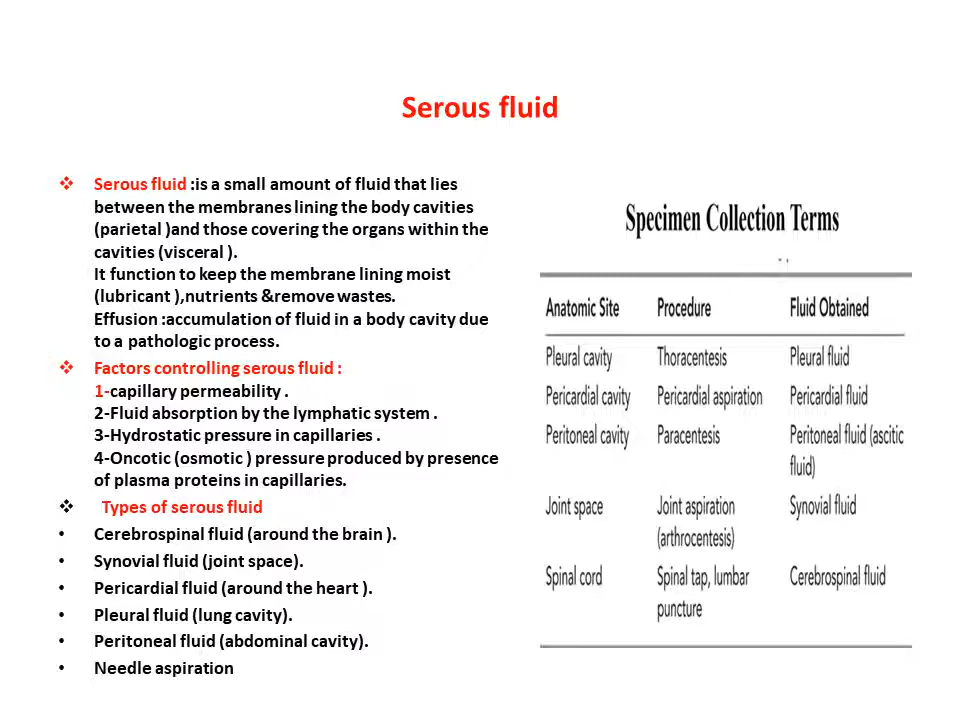 Serous fluid
❖ Serous fluid :is a small amount of fluid that lies
between the membranes lining the body cavities
(parietal )and those covering the organs within the
cavities (visceral ).
It function to keep the membrane lining moist
(lubricant ),nutrients &remove wastes.
Effusion :accumulation of fluid in a body cavity due
to a pathologic process.
❖ Factors controlling serous fluid :
1-capillary permeability .
2-Fluid absorption by the lymphatic system .
3-Hydrostatic pressure in capillaries .
4-Oncotic (osmotic ) pressure produced by presence
of plasma proteins in capillaries.
❖ Types of serous fluid
• Cerebrospinal fluid (around the brain ).
• Synovial fluid (joint space).
• Pericardial fluid (around the heart ).
• Pleural fluid (lung cavity).
• Peritoneal fluid (abdominal cavity).
• Needle aspiration
Specimen Collection Terms
Anatomic Site Procedure Fluid Obtained
Pleural cavity Thoracentesis Pleural fluid
Pericardial cavity Pericardial aspiration Pericardial fluid
Peritoneal cavity Paracentesis Peritoneal fluid (ascitic
fluid)
Joint space Joint aspiration Synovial fluid
(arthrocentesis)
Spinal cord Spinal tap, lumbar Cerebrospinal fluid
puncture